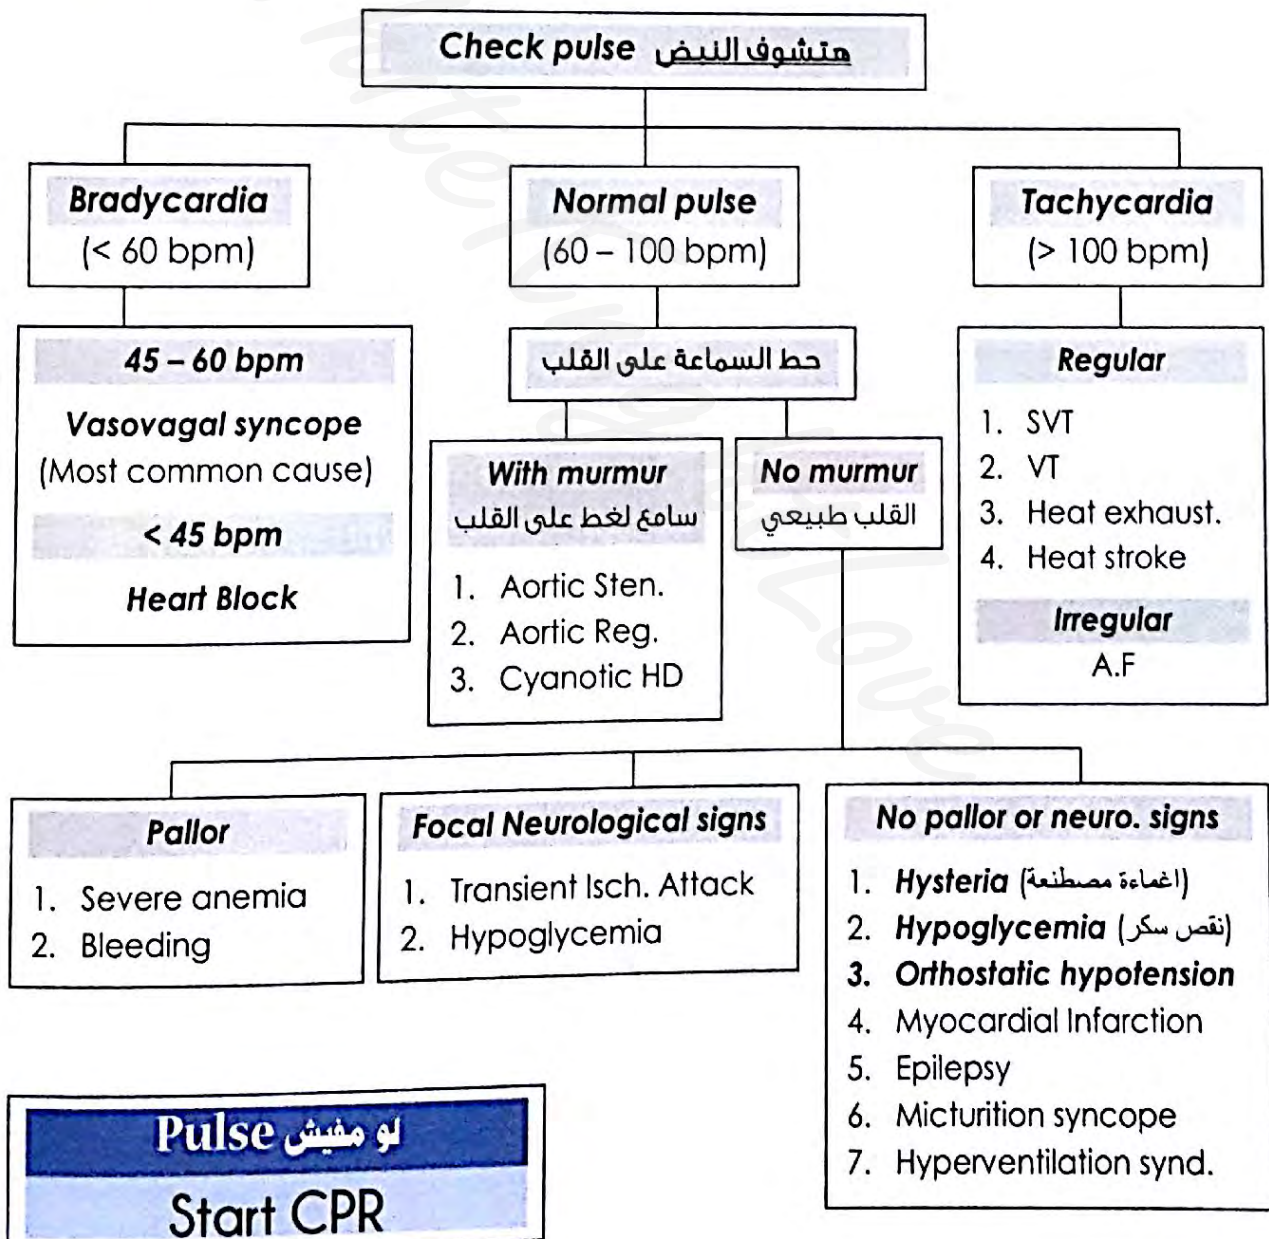 Check pulse هتشوف النبض
Bradycardia
(< 60 bpm)
Normal pulse
(60 – 100 bpm)
Tachycardia
(> 100 bpm)
45 – 60 bpm
Vasovagal syncope
(Most common cause)
< 45 bpm
Heart Block
حط السماعة على القلب
With murmur
سامع لغط على القلب
1. Aortic Sten.
2. Aortic Reg.
3. Cyanotic HD
No murmur
القلب طبيعي
Regular
1. SVT
2. VT
3. Heat exhaust.
4. Heat stroke
Irregular
A.F
Pallor
1. Severe anemia
2. Bleeding
Focal Neurological signs
1. Transient Isch. Attack
2. Hypoglycemia
No pallor or neuro. signs
1. Hysteria (اغماءة مصطنعة)
2. Hypoglycemia (نقص سكر)
3. Orthostatic hypotension
4. Myocardial Infarction
5. Epilepsy
6. Micturition syncope
7. Hyperventilation synd.
لو مفيش Pulse
Start CPR